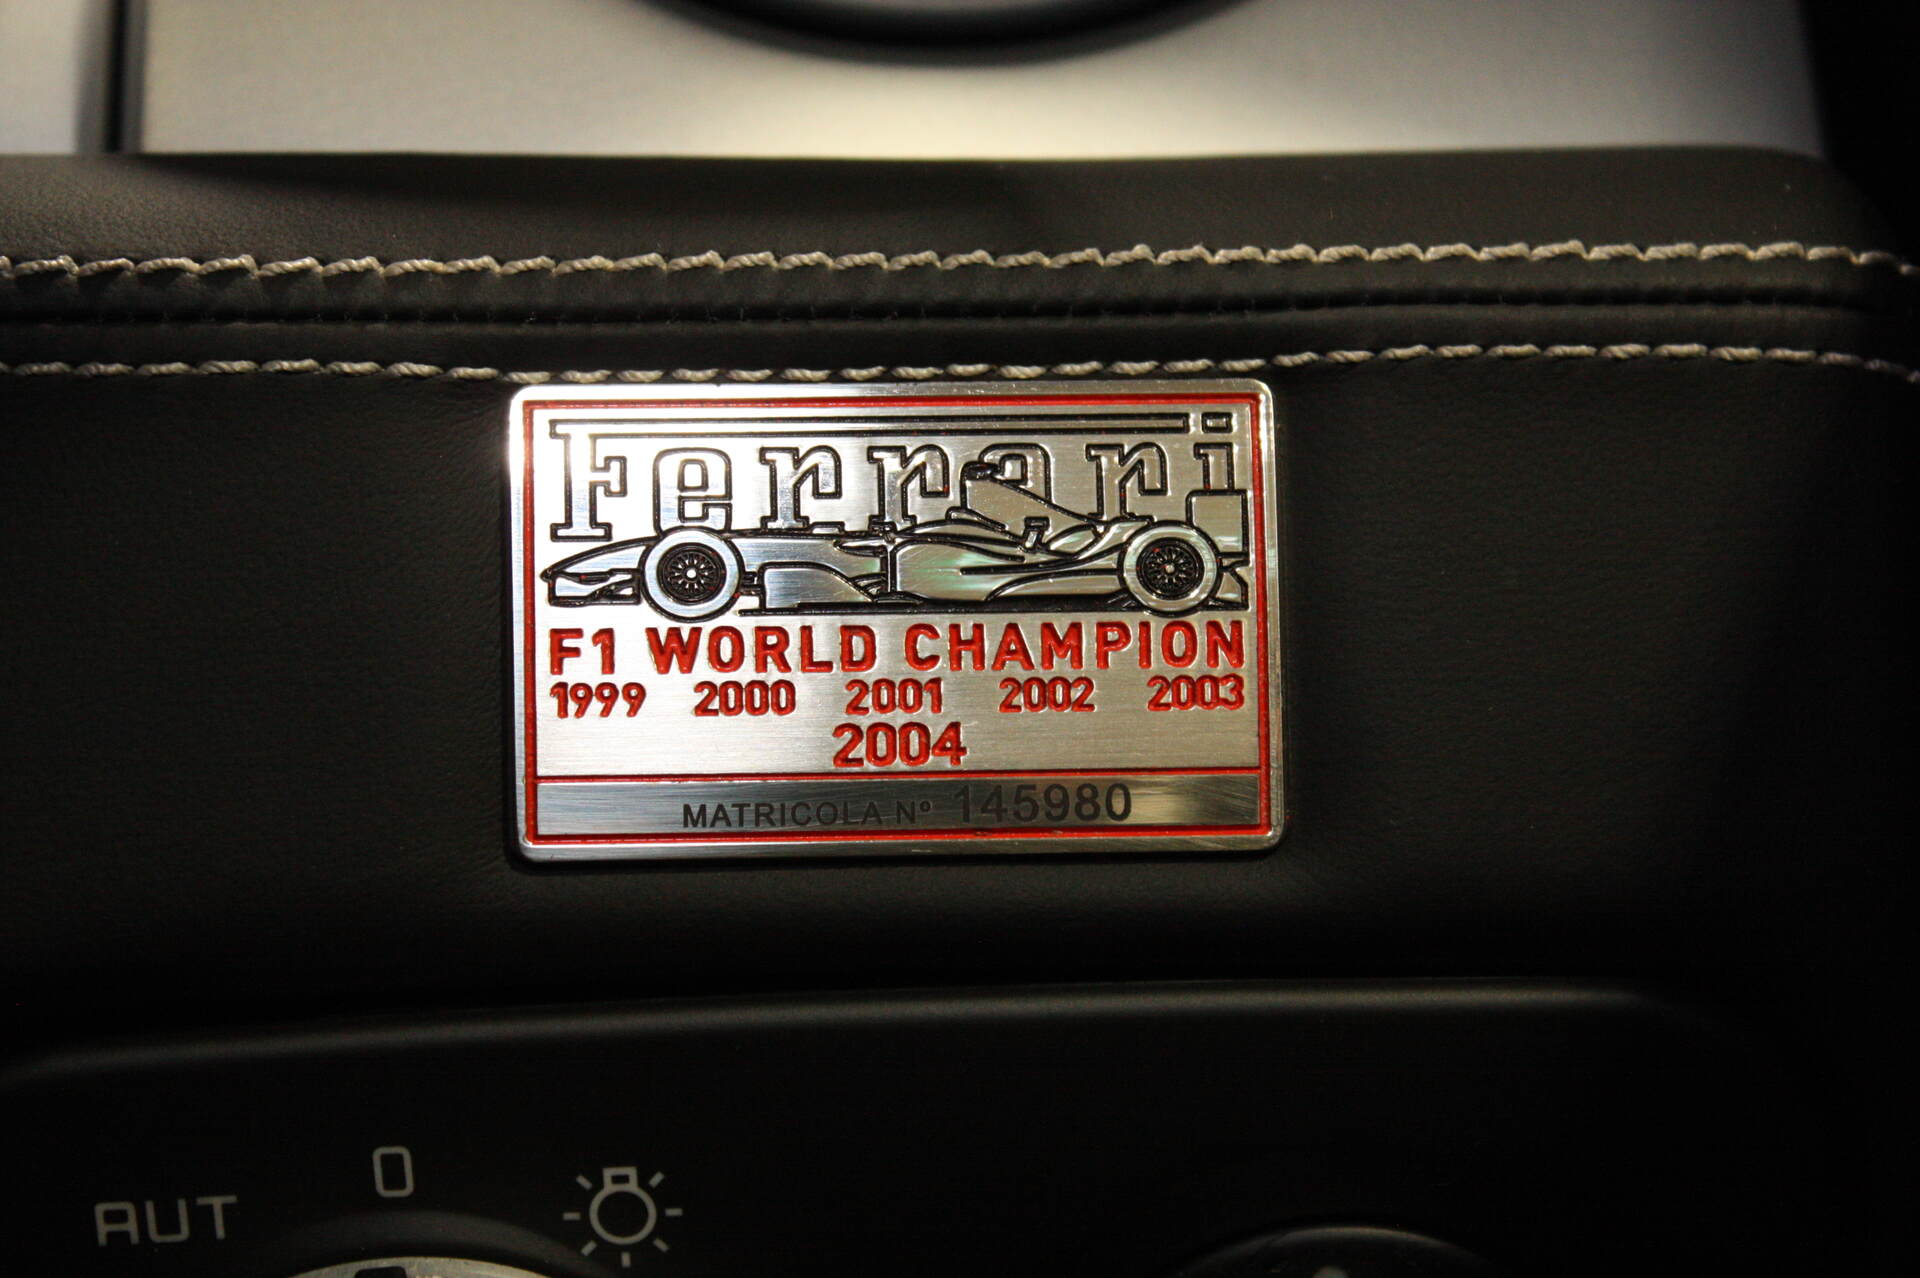 Ferrari
F1 WORLD CHAMPION
1999 2000 2001 2002 2003
2004
MATRICOLA Nº 145980
0
AUT